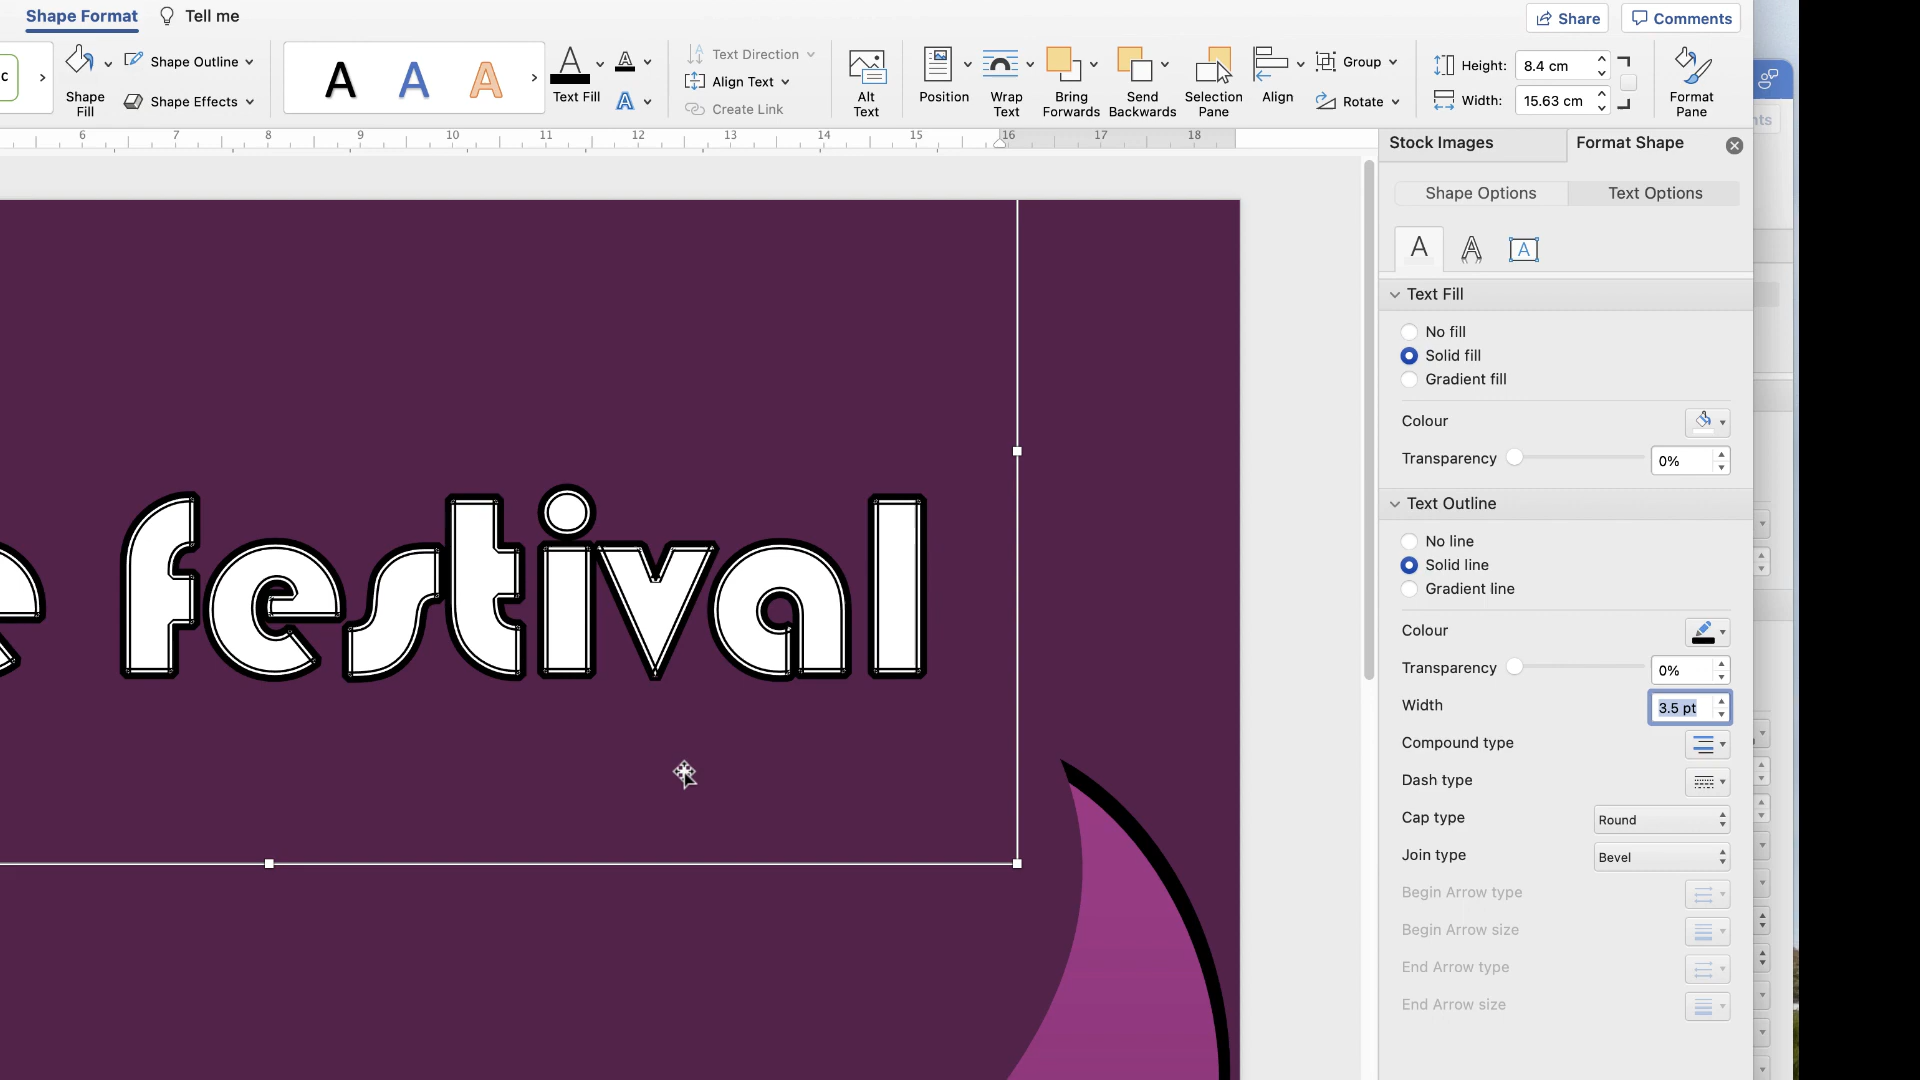 Shape Format
Tell me
Share
Comments
c
Shape Fill
Shape Outline
Shape Effects
A
A
A
Text Fill
Text Direction
Align Text
Create Link
Alt Text
Position
Wrap Text
Bring Forwards
Send Backwards
Selection Pane
Align
Group
Rotate
Height: 8.4 cm
Width: 15.63 cm
Format Pane
6 7 8 9 10 11 12 13 14 15 16 17 18
Stock Images
Format Shape
Shape Options
Text Options
Text Fill
No fill
Solid fill
Gradient fill
Colour
Transparency 0%
Text Outline
No line
Solid line
Gradient line
Colour
Transparency 0%
Width 3.5 pt
Compound type
Dash type
Cap type Round
Join type Bevel
Begin Arrow type
Begin Arrow size
End Arrow type
End Arrow size
e festival
nts